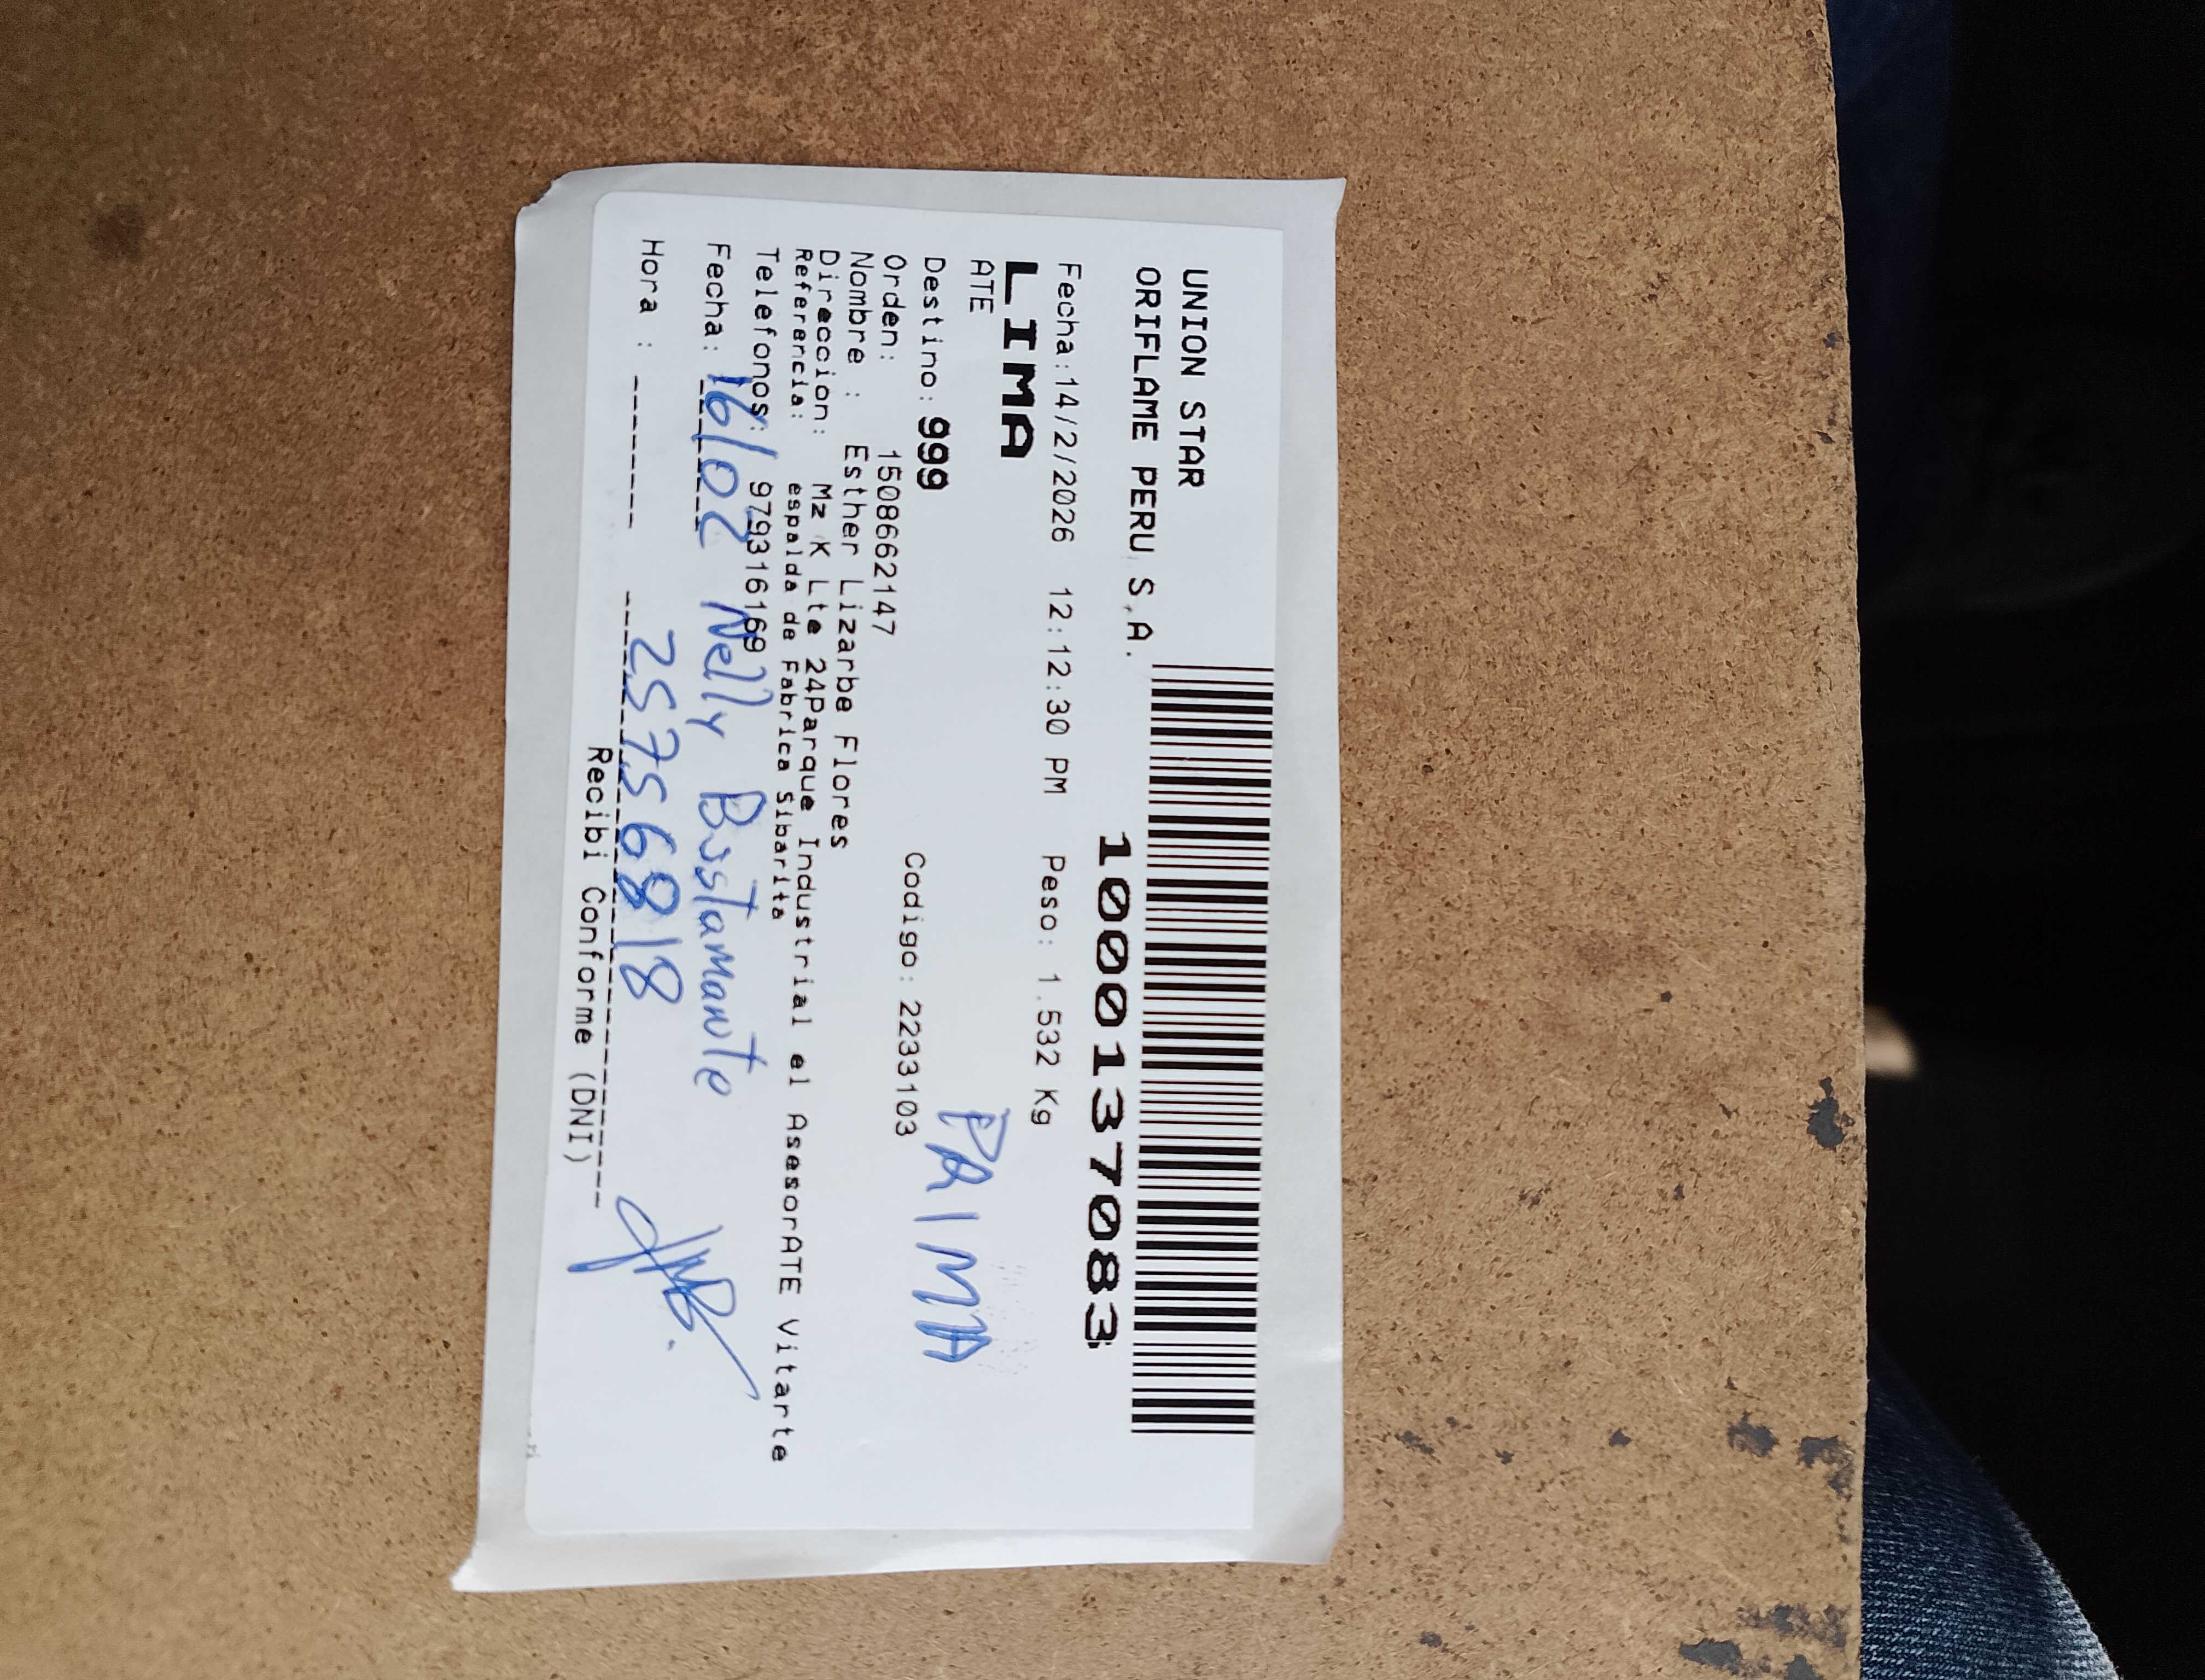 UNION STAR
ORIFLAME PERU S.A.
10000137083
Fecha:14/2/2026 12:12:30 PM Peso: 1.532 Kg
LIMA
ATE
PRIMA
Destino: 999
Codigo: 2233103
Orden: 1508662147
Nombre : Esther Lizarbe Flores
Direccion: Mz K Lte 24Parque Industrial el AsesorATE Vitarte
Referencia: espalda de Fabrica Sibarita
Telefonos: 979316169
Fecha: 16/02 Nelly Bustamante
Hora : 25756818
Recibi Conforme (DNI)